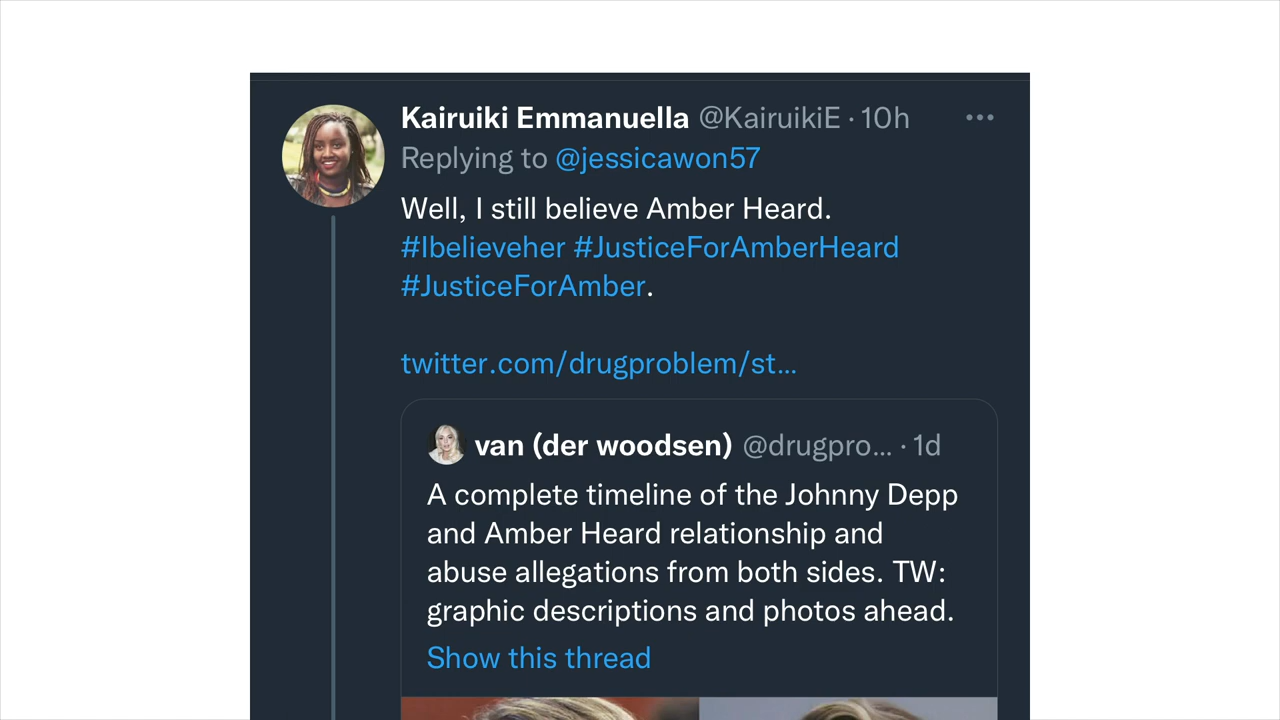 Kairuiki Emmanuella @KairuikiE · 10h
Replying to @jessicawon57
Well, I still believe Amber Heard.
#Ibelieveher #JusticeForAmberHeard
#JusticeForAmber.
twitter.com/drugproblem/st...
van (der woodsen) @drugpro... · 1d
A complete timeline of the Johnny Depp
and Amber Heard relationship and
abuse allegations from both sides. TW:
graphic descriptions and photos ahead.
Show this thread